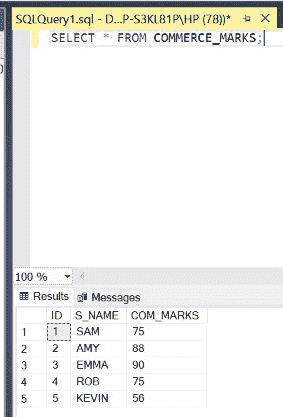 SQLQuery1.sql - D...P-S3KL81P\HP (78))*
SELECT * FROM COMMERCE_MARKS;
100 %
Results Messages
ID S_NAME COM_MARKS
1 1 SAM 75
2 2 AMY 88
3 3 EMMA 90
4 4 ROB 75
5 5 KEVIN 56